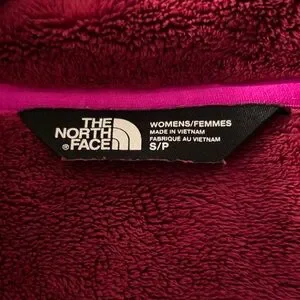 THE
NORTH
FACE
®
WOMENS/FEMMES
MADE IN VIETNAM
FABRIQUÉ AU VIETNAM
S/P